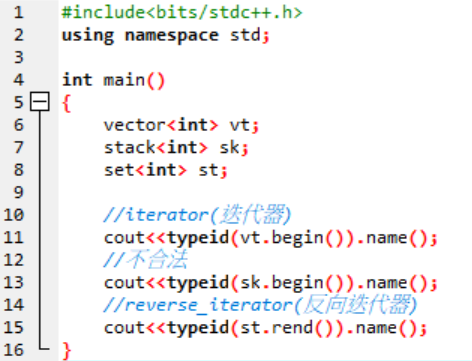 1 #include<bits/stdc++.h>
2 using namespace std;
3
4 int main()
5 {
6 vector<int> vt;
7 stack<int> sk;
8 set<int> st;
9
10 //iterator(迭代器)
11 cout<<typeid(vt.begin()).name();
12 //不合法
13 cout<<typeid(sk.begin()).name();
14 //reverse_iterator(反向迭代器)
15 cout<<typeid(st.rend()).name();
16 }